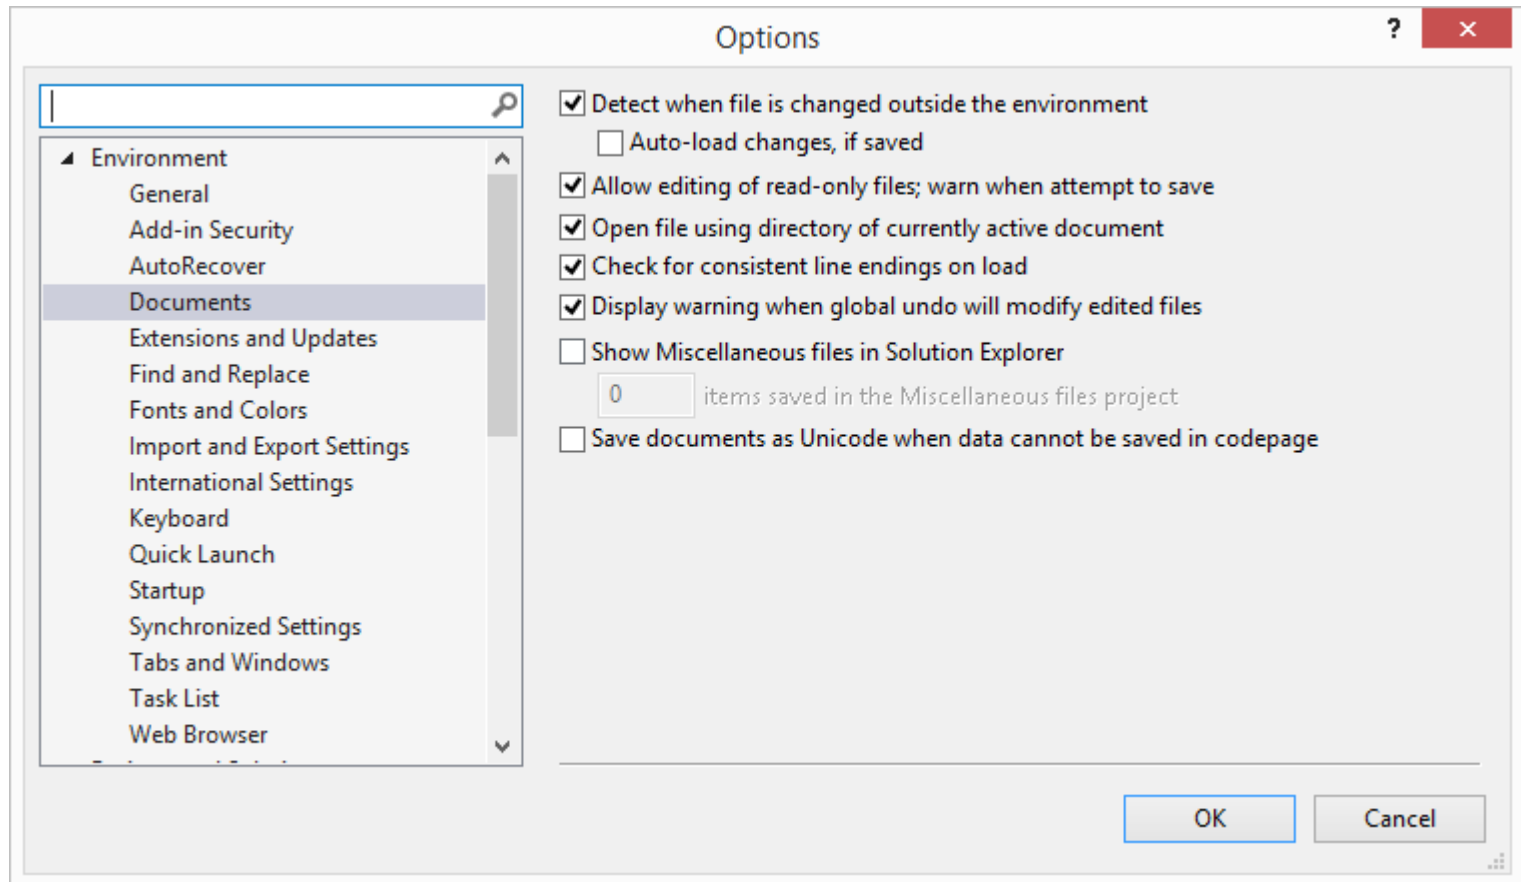 Options
?
Environment
General
Add-in Security
AutoRecover
Documents
Extensions and Updates
Find and Replace
Fonts and Colors
Import and Export Settings
International Settings
Keyboard
Quick Launch
Startup
Synchronized Settings
Tabs and Windows
Task List
Web Browser
Detect when file is changed outside the environment
Auto-load changes, if saved
Allow editing of read-only files; warn when attempt to save
Open file using directory of currently active document
Check for consistent line endings on load
Display warning when global undo will modify edited files
Show Miscellaneous files in Solution Explorer
0 items saved in the Miscellaneous files project
Save documents as Unicode when data cannot be saved in codepage
OK
Cancel